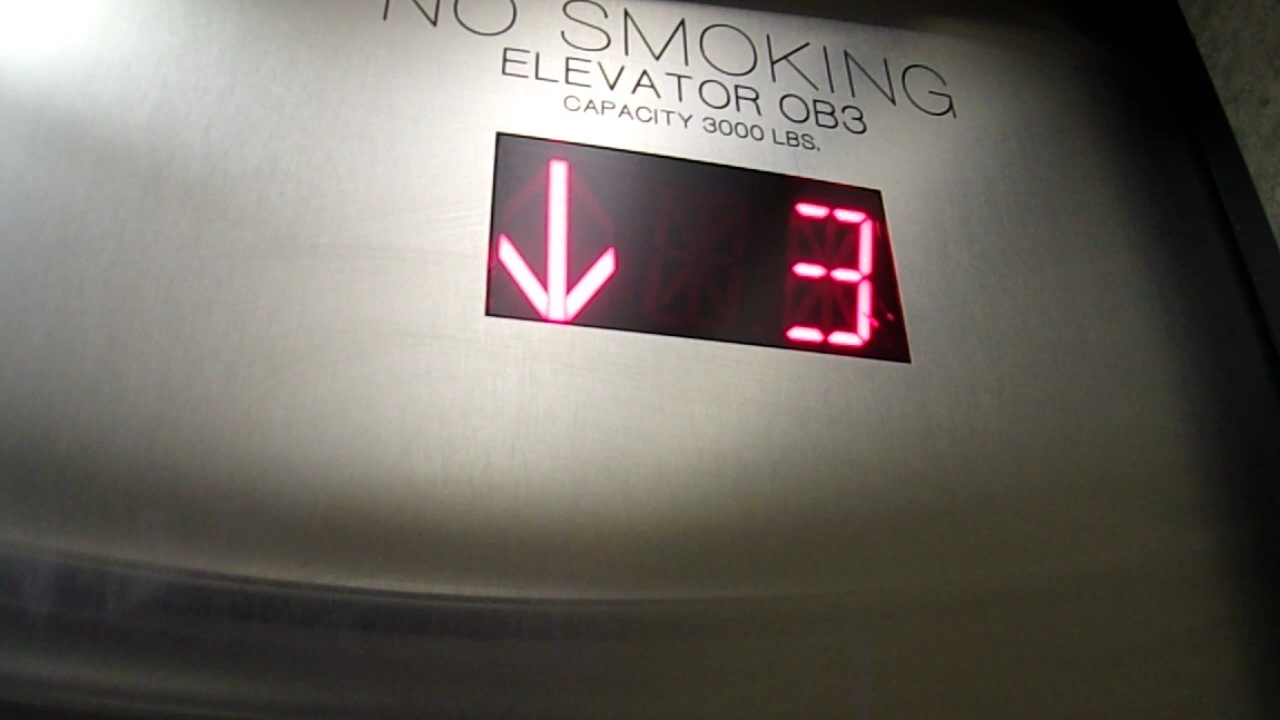 NO SMOKING
ELEVATOR OB3
CAPACITY 3000 LBS.
↓ 3